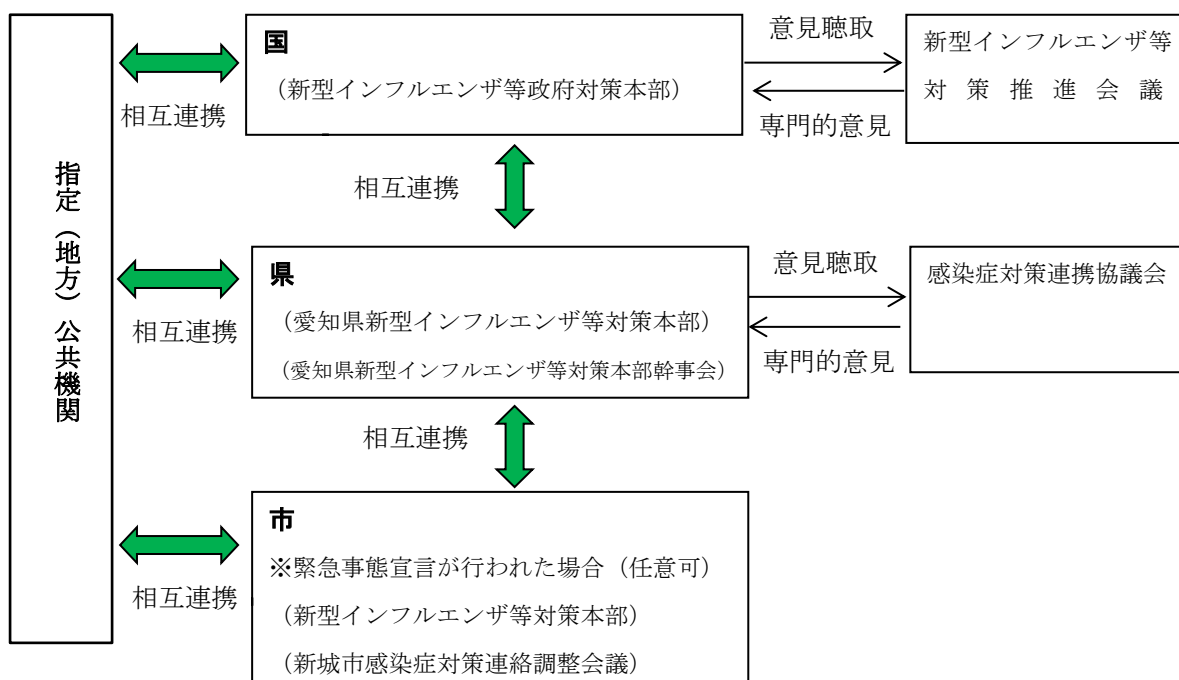 指定（地方）公共機関
相互連携
国
（新型インフルエンザ等政府対策本部）
意見聴取
専門的意見
新型インフルエンザ等
対策推進会議
相互連携
相互連携
県
（愛知県新型インフルエンザ等対策本部）
（愛知県新型インフルエンザ等対策本部幹事会）
意見聴取
専門的意見
感染症対策連携協議会
相互連携
相互連携
市
※緊急事態宣言が行われた場合（任意可）
（新型インフルエンザ等対策本部）
（新城市感染症対策連絡調整会議）